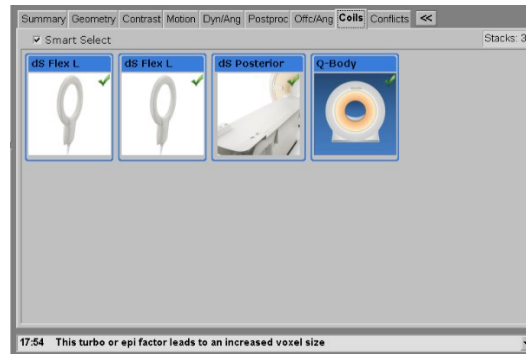 Summary Geometry Contrast Motion Dyn/Ang Postproc Offc/Ang Coils Conflicts <<
Smart Select Stacks: 3
dS Flex L dS Flex L dS Posterior Q-Body
17:54 This turbo or epi factor leads to an increased voxel size